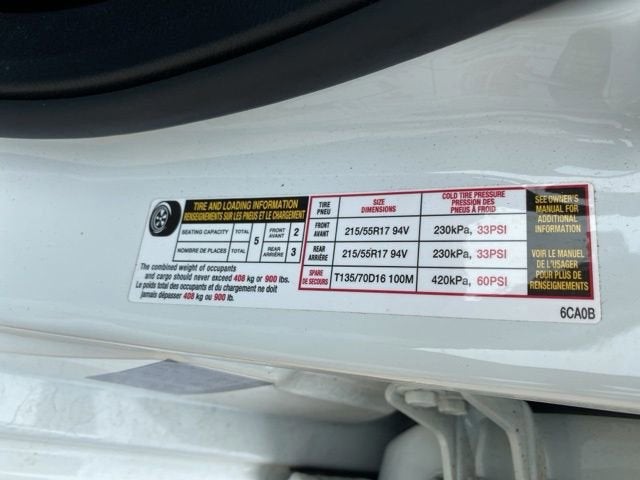 TIRE AND LOADING INFORMATION
RENSEIGNEMENTS SUR LES PNEUS ET LE CHARGEMENT
SEATING CAPACITY TOTAL 5 FRONT AVANT 2
NOMBRE DE PLACES TOTAL REAR ARRIÈRE 3
The combined weight of occupants
and cargo should never exceed 408 kg or 900 lbs.
Le poids total des occupants et du chargement ne doit
jamais dépasser 408 kg ou 900 lb.
TIRE PNEU SIZE DIMENSIONS COLD TIRE PRESSURE PRESSION DES PNEUS À FROID
FRONT AVANT 215/55R17 94V 230kPa, 33PSI
REAR ARRIÈRE 215/55R17 94V 230kPa, 33PSI
SPARE DE SECOURS T135/70D16 100M 420kPa, 60PSI
SEE OWNER'S
MANUAL FOR
ADDITIONAL
INFORMATION
VOIR LE MANUEL
DE L'USAGER
POUR PLUS DE
RENSEIGNEMENTS
6CA0B